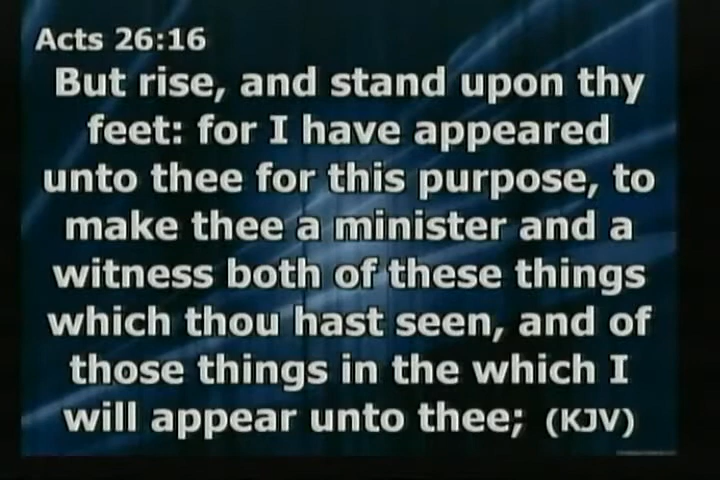 Acts 26:16
But rise, and stand upon thy
feet: for I have appeared
unto thee for this purpose, to
make thee a minister and a
witness both of these things
which thou hast seen, and of
those things in the which I
will appear unto thee; (KJV)